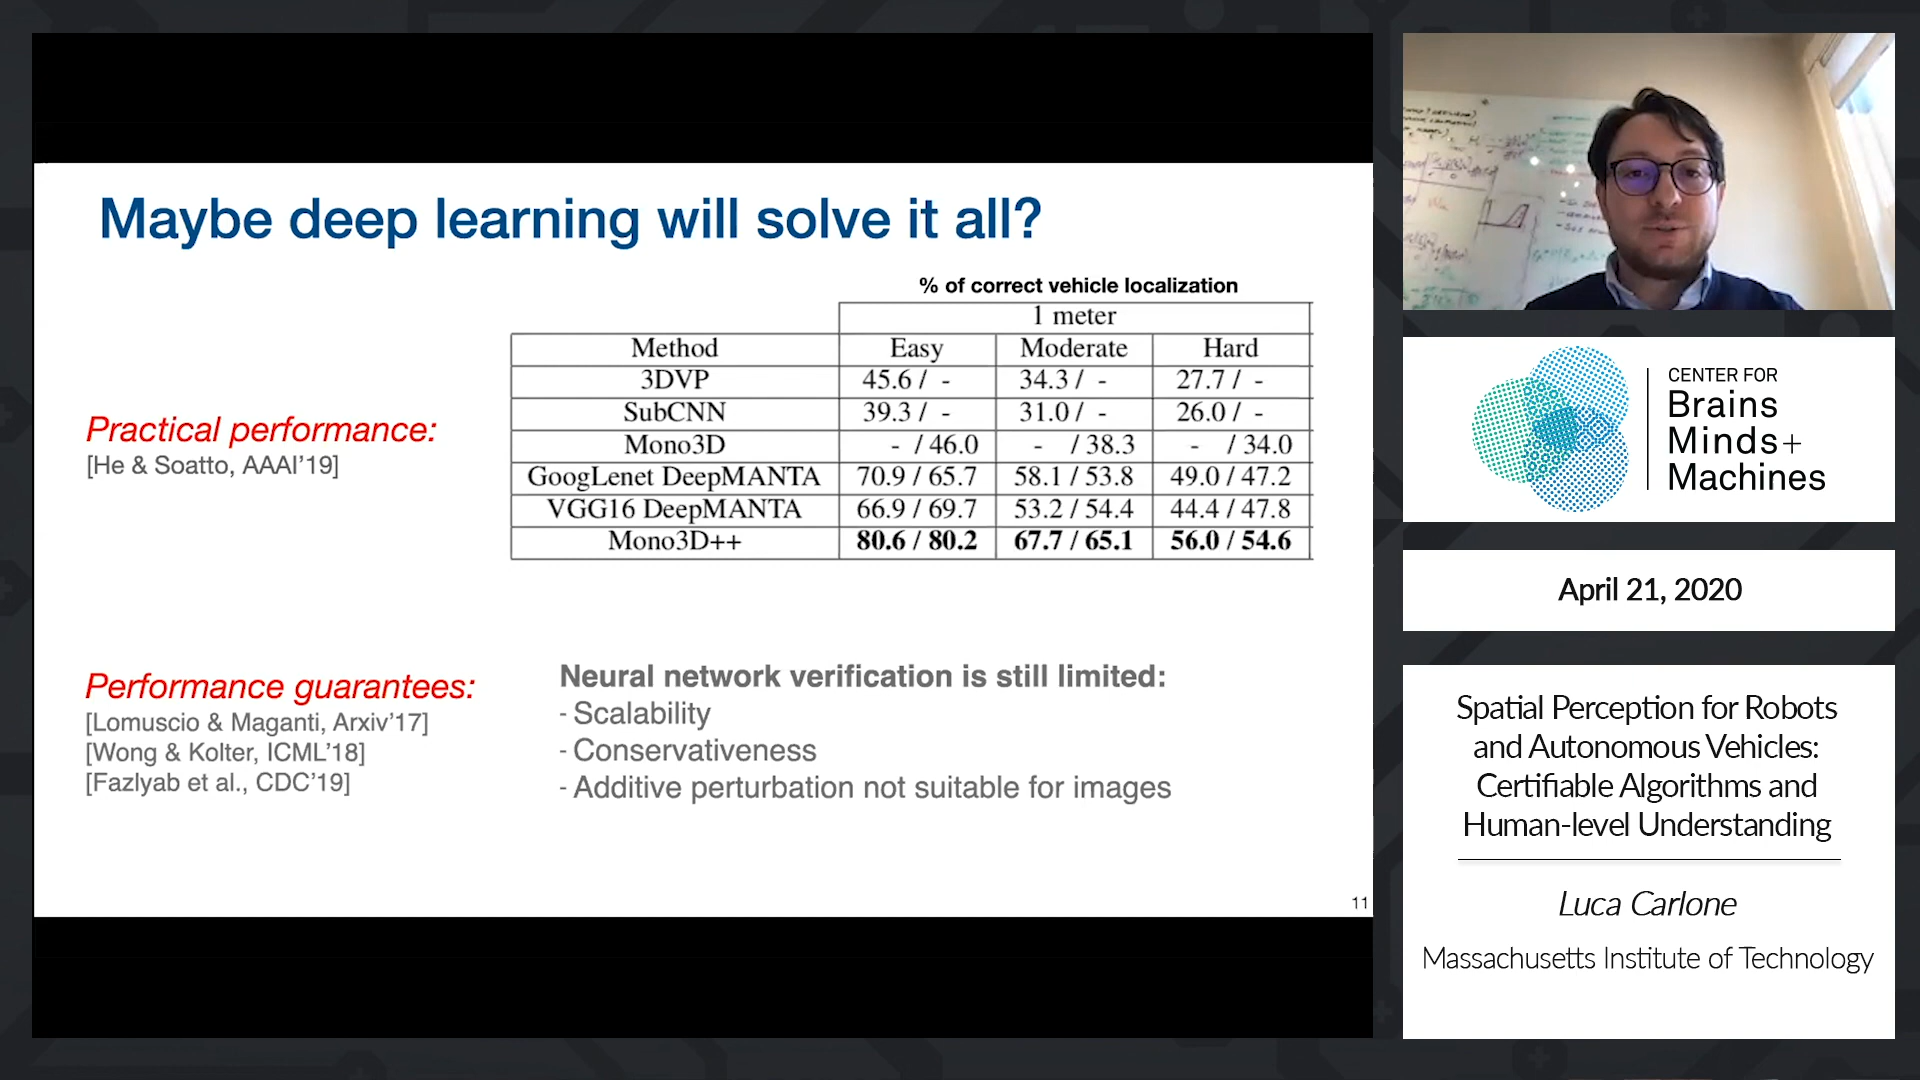 Maybe deep learning will solve it all?
% of correct vehicle localization
1 meter
Method Easy Moderate Hard
3DVP 45.6 / - 34.3 / - 27.7 / -
SubCNN 39.3 / - 31.0 / - 26.0 / -
Mono3D - / 46.0 - / 38.3 - / 34.0
GoogLenet DeepMANTA 70.9 / 65.7 58.1 / 53.8 49.0 / 47.2
VGG16 DeepMANTA 66.9 / 69.7 53.2 / 54.4 44.4 / 47.8
Mono3D++ 80.6 / 80.2 67.7 / 65.1 56.0 / 54.6
Practical performance:
[He & Soatto, AAAI'19]
Performance guarantees:
[Lomuscio & Maganti, Arxiv'17]
[Wong & Kolter, ICML'18]
[Fazlyab et al., CDC'19]
Neural network verification is still limited:
- Scalability
- Conservativeness
- Additive perturbation not suitable for images
11
CENTER FOR
Brains
Minds+
Machines
April 21, 2020
Spatial Perception for Robots
and Autonomous Vehicles:
Certifiable Algorithms and
Human-level Understanding
Luca Carlone
Massachusetts Institute of Technology